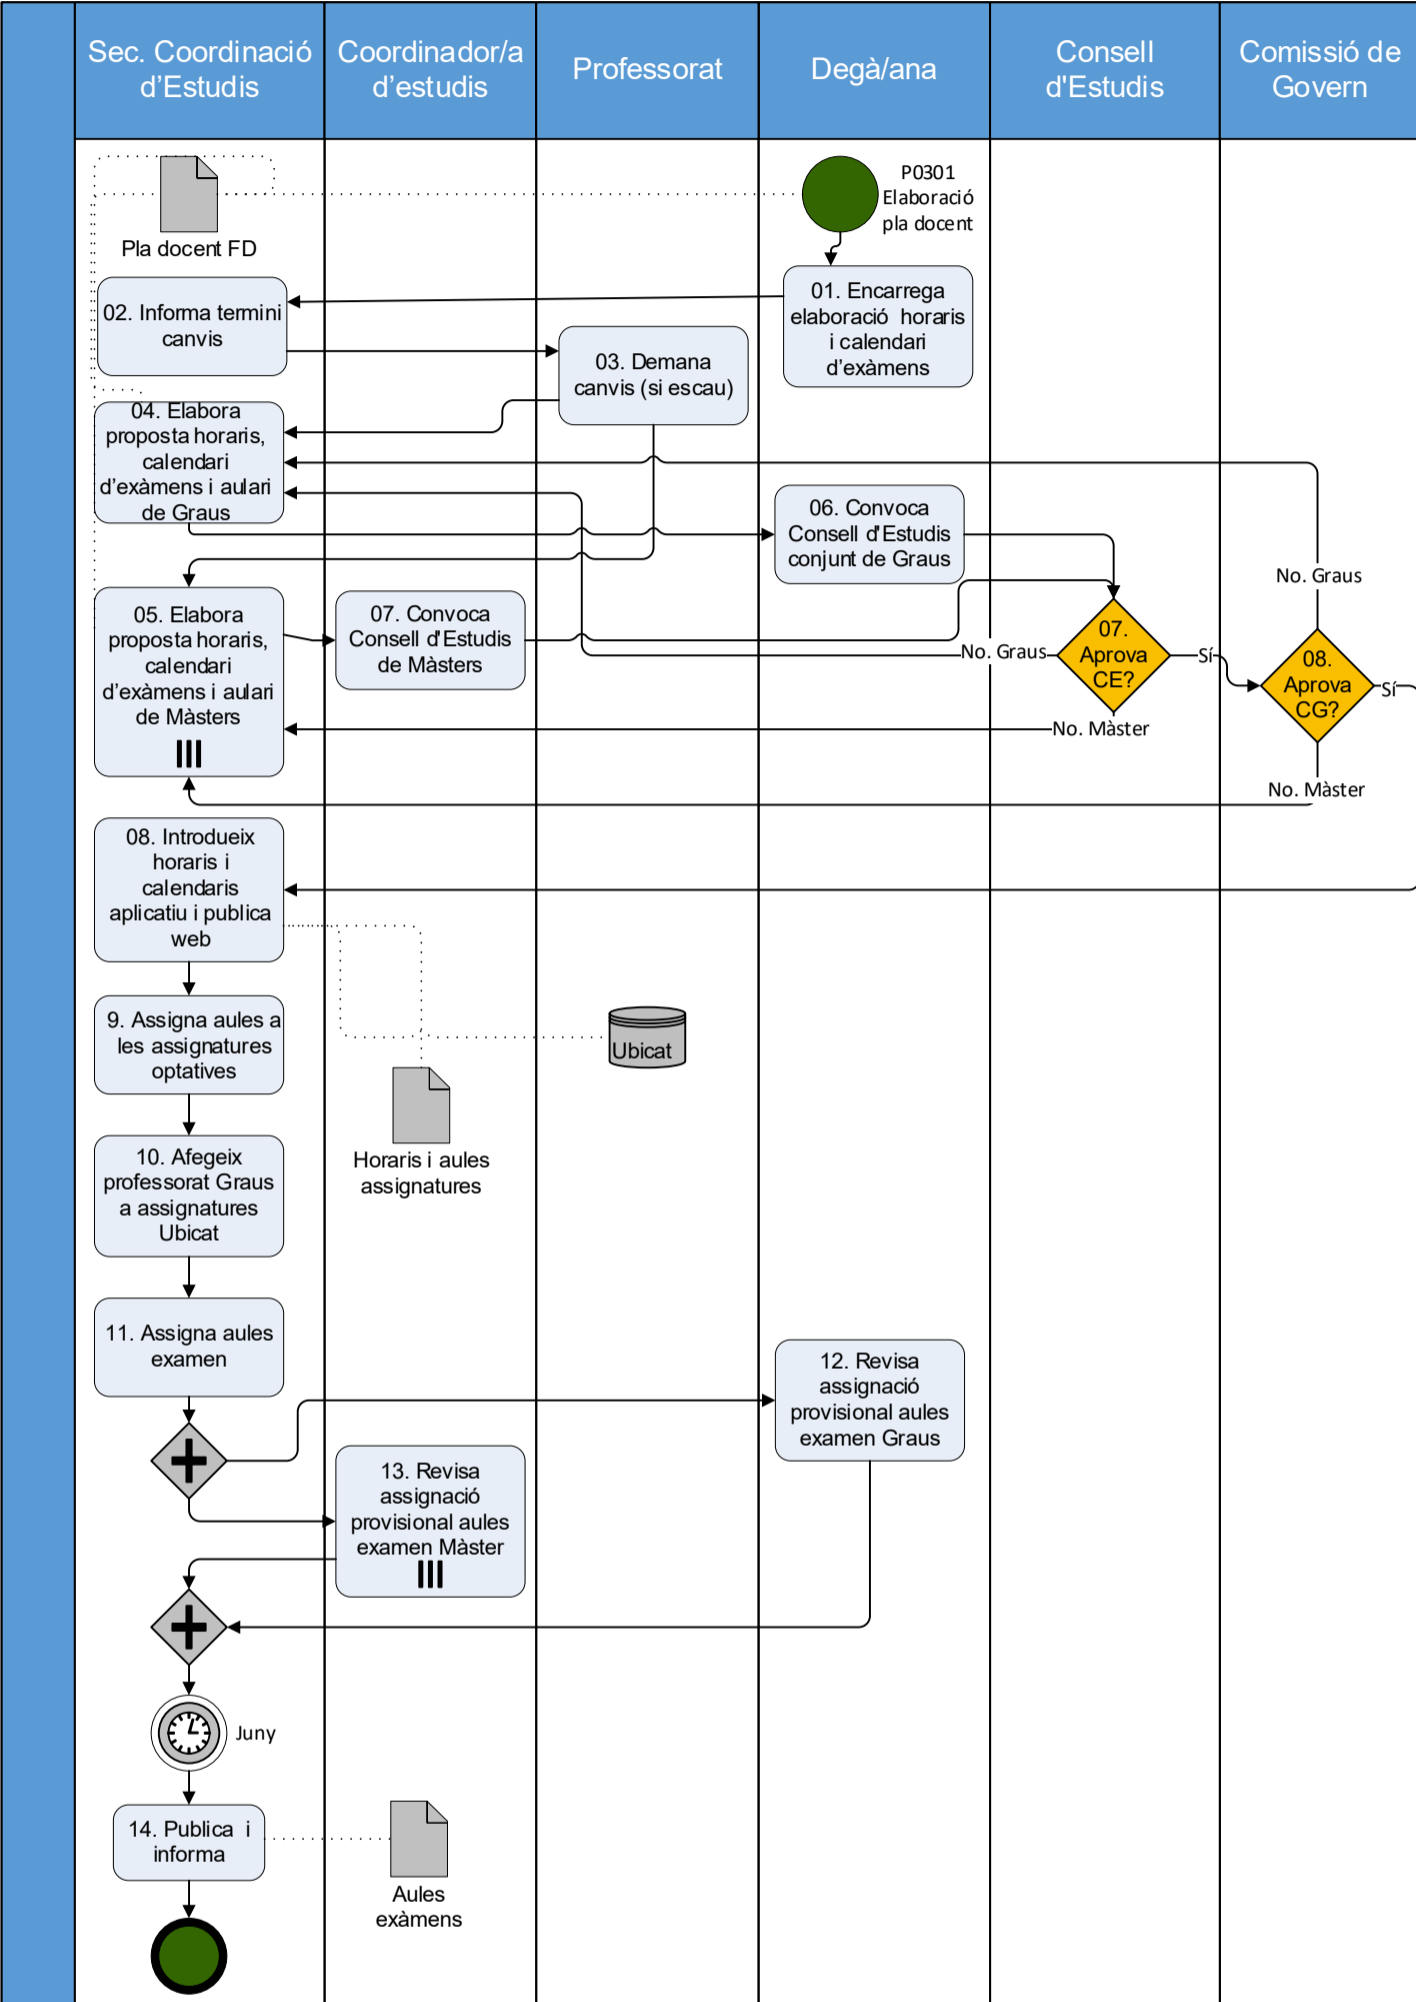 Sec. Coordinació
d'Estudis
Coordinador/a
d'estudis
Professorat
Degà/ana
Consell
d'Estudis
Comissió de
Govern
P0301
Elaboració
pla docent
Pla docent FD
01. Encarrega
elaboració horaris
i calendari
d'exàmens
02. Informa termini
canvis
03. Demana
canvis (si escau)
04. Elabora
proposta horaris,
calendari
d'exàmens i aulari
de Graus
06. Convoca
Consell d'Estudis
conjunt de Graus
No. Graus
05. Elabora
proposta horaris,
calendari
d'exàmens i aulari
de Màsters
07. Convoca
Consell d'Estudis
de Màsters
No. Graus
07.
Aprova
CE?
Sí
08.
Aprova
CG?
Sí
No. Màster
No. Màster
08. Introdueix
horaris i
calendaris
aplicatiu i publica
web
9. Assigna aules a
les assignatures
optatives
Ubicat
Horaris i aules
assignatures
10. Afegeix
professorat Graus
a assignatures
Ubicat
11. Assigna aules
examen
12. Revisa
assignació
provisional aules
examen Graus
13. Revisa
assignació
provisional aules
examen Màster
Juny
14. Publica i
informa
Aules
exàmens